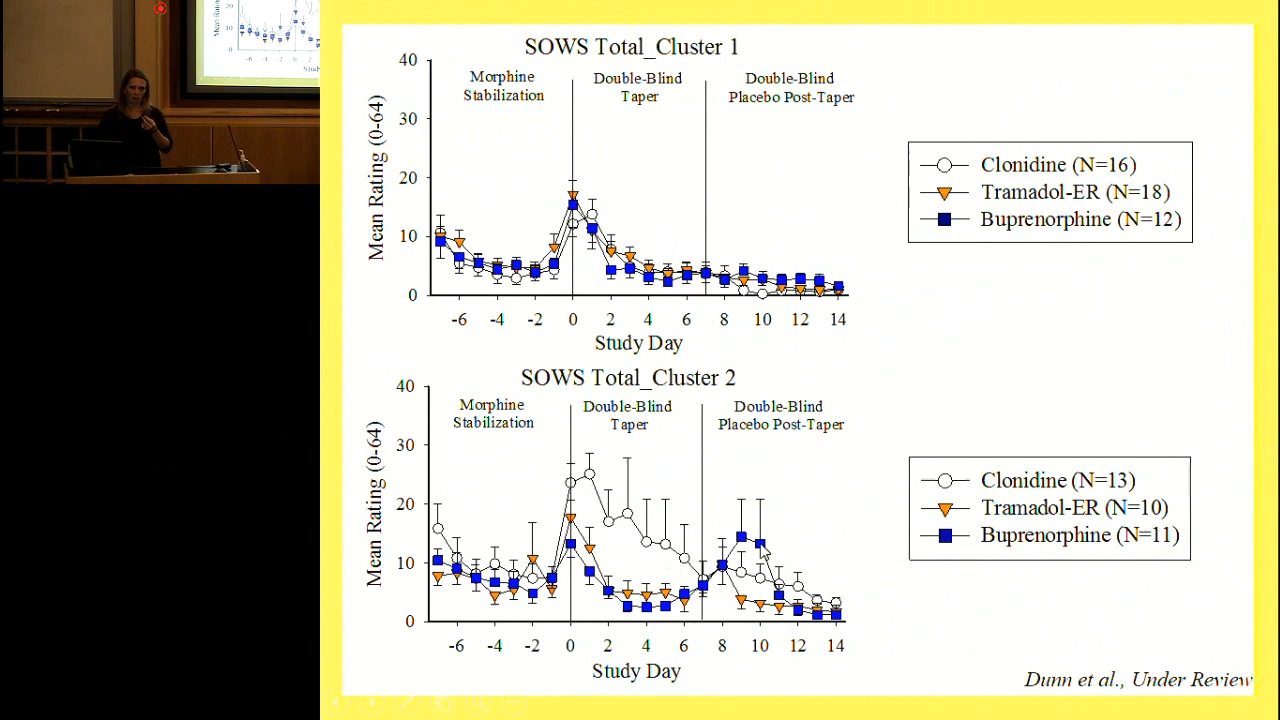 SOWS Total_Cluster 1
Morphine
Stabilization
Double-Blind
Taper
Double-Blind
Placebo Post-Taper
Mean Rating (0-64)
40
30
20
10
0
-6 -4 -2 0 2 4 6 8 10 12 14
Study Day
Clonidine (N=16)
Tramadol-ER (N=18)
Buprenorphine (N=12)
SOWS Total_Cluster 2
Morphine
Stabilization
Double-Blind
Taper
Double-Blind
Placebo Post-Taper
Mean Rating (0-64)
40
30
20
10
0
-6 -4 -2 0 2 4 6 8 10 12 14
Study Day
Clonidine (N=13)
Tramadol-ER (N=10)
Buprenorphine (N=11)
Dunn et al., Under Review